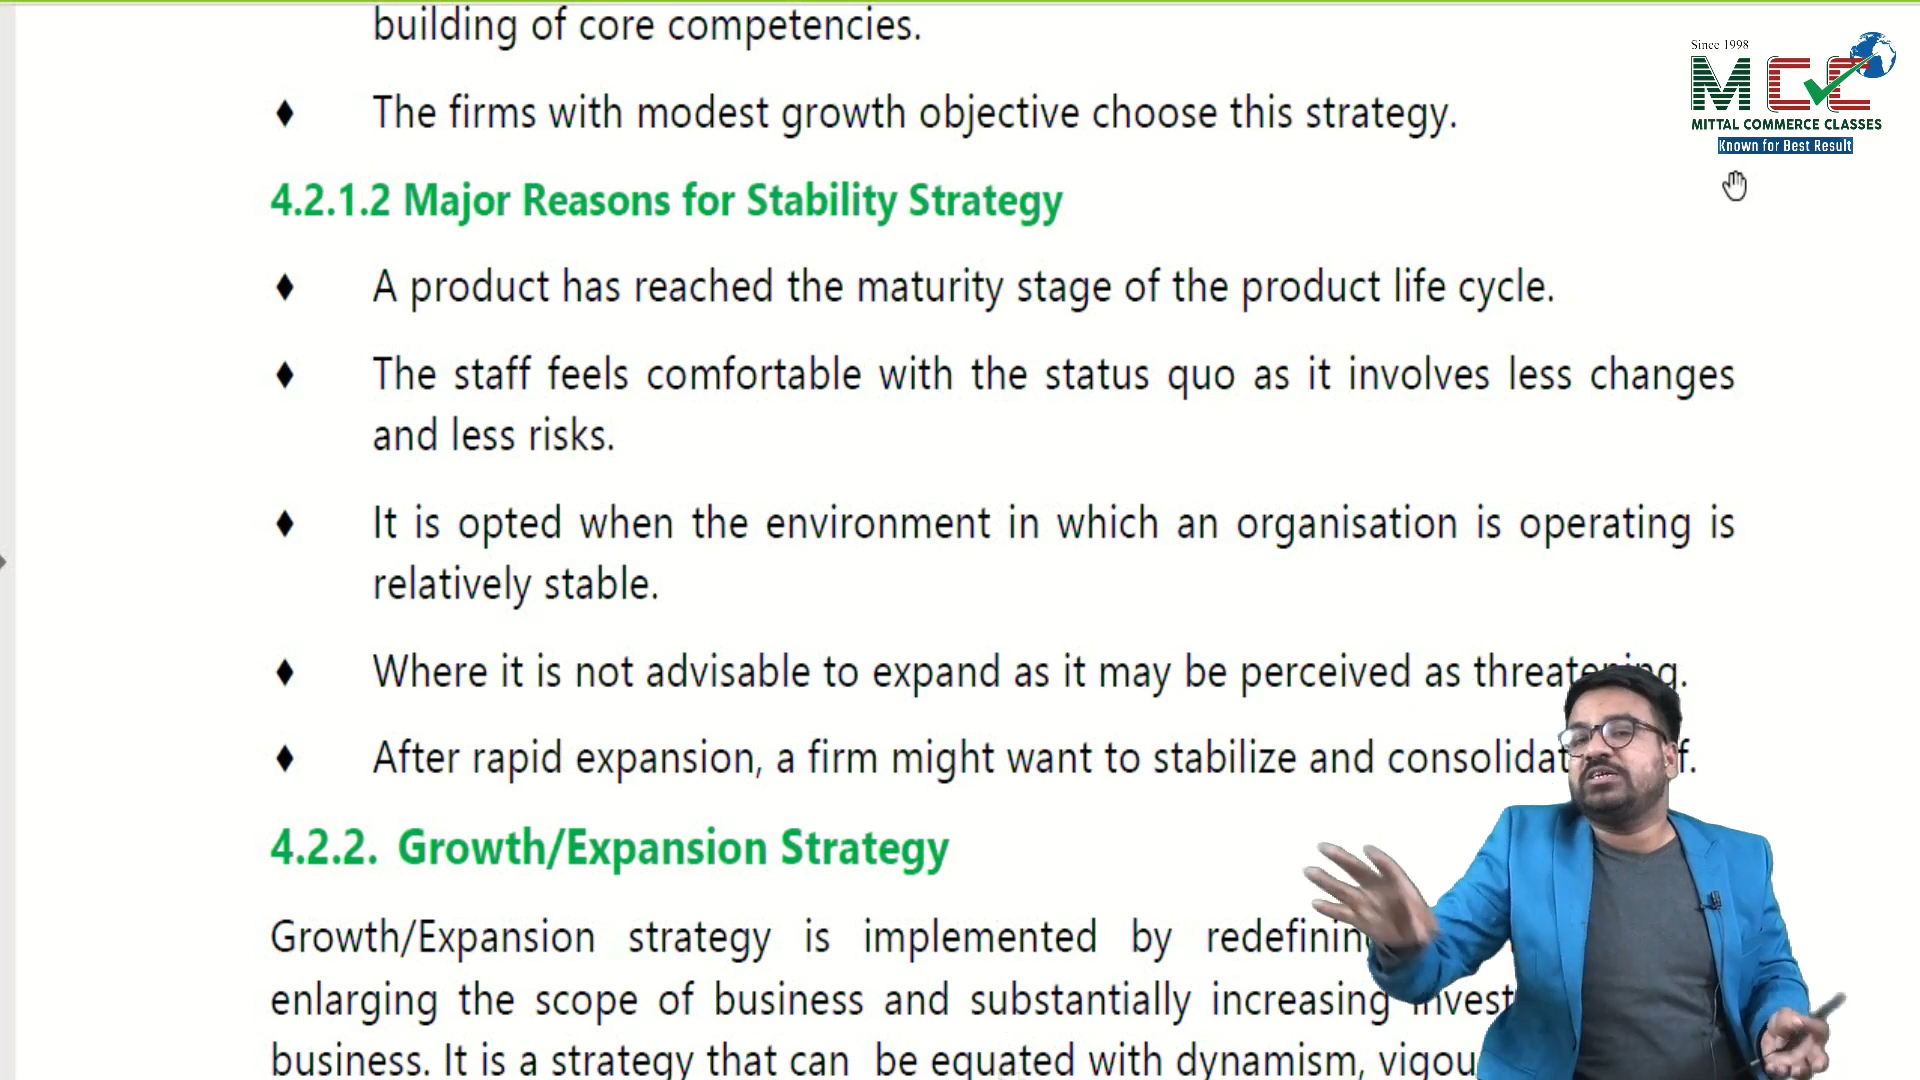 building of core competencies.
Since 1998
MCC
MITTAL COMMERCE CLASSES
Known for Best Result
♦ The firms with modest growth objective choose this strategy.
4.2.1.2 Major Reasons for Stability Strategy
♦ A product has reached the maturity stage of the product life cycle.
♦ The staff feels comfortable with the status quo as it involves less changes
and less risks.
♦ It is opted when the environment in which an organisation is operating is
relatively stable.
♦ Where it is not advisable to expand as it may be perceived as threatening.
♦ After rapid expansion, a firm might want to stabilize and
4.2.2. Growth/Expansion Strategy
Growth/Expansion strategy is implemented by
enlarging the scope of business and substantially increasing
business. It is a strategy that can be equated with dynamism,